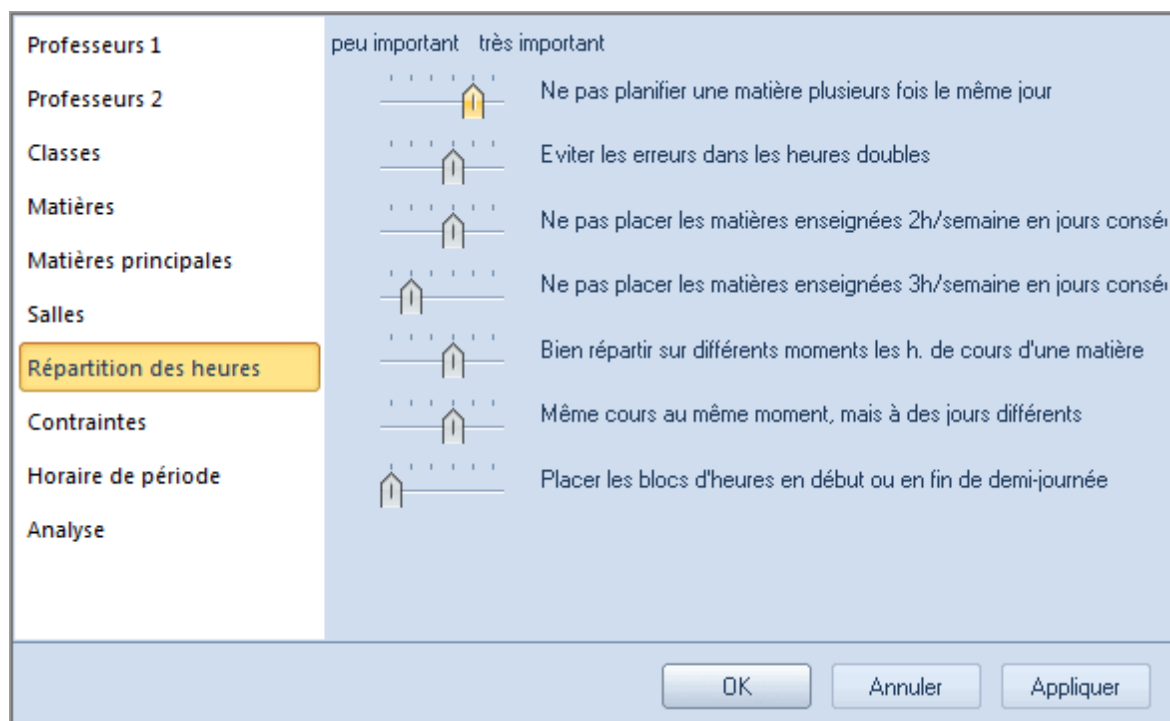 Professeurs 1
Professeurs 2
Classes
Matières
Matières principales
Salles
Répartition des heures
Contraintes
Horaire de période
Analyse
peu important très important
Ne pas planifier une matière plusieurs fois le même jour
Eviter les erreurs dans les heures doubles
Ne pas placer les matières enseignées 2h/semaine en jours consé
Ne pas placer les matières enseignées 3h/semaine en jours consé
Bien répartir sur différents moments les h. de cours d'une matière
Même cours au même moment, mais à des jours différents
Placer les blocs d'heures en début ou en fin de demi-journée
OK Annuler Appliquer